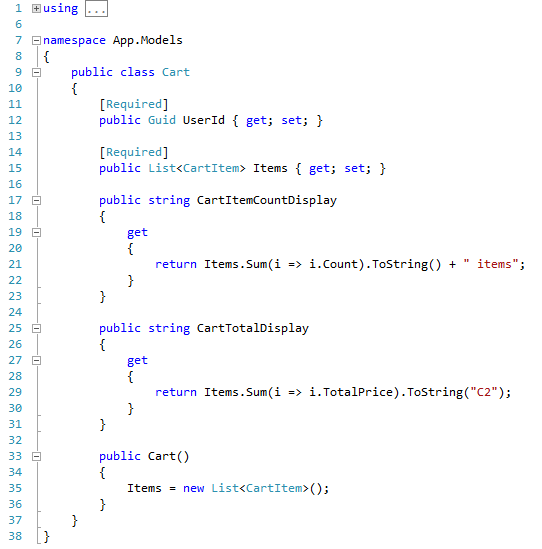 1 using ...
6
7 namespace App.Models
8 {
9     public class Cart
10     {
11         [Required]
12         public Guid UserId { get; set; }
13
14         [Required]
15         public List<CartItem> Items { get; set; }
16
17         public string CartItemCountDisplay
18         {
19             get
20             {
21                 return Items.Sum(i => i.Count).ToString() + " items";
22             }
23         }
24
25         public string CartTotalDisplay
26         {
27             get
28             {
29                 return Items.Sum(i => i.TotalPrice).ToString("C2");
30             }
31         }
32
33         public Cart()
34         {
35             Items = new List<CartItem>();
36         }
37     }
38 }